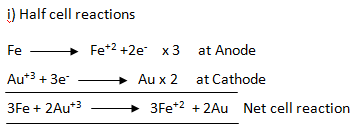 i) Half cell reactions
Fe ⟶ Fe⁺² +2e⁻ x 3 at Anode
Au⁺³ + 3e⁻ ⟶ Au x 2 at Cathode
3Fe + 2Au⁺³ ⟶ 3Fe⁺² + 2Au Net cell reaction